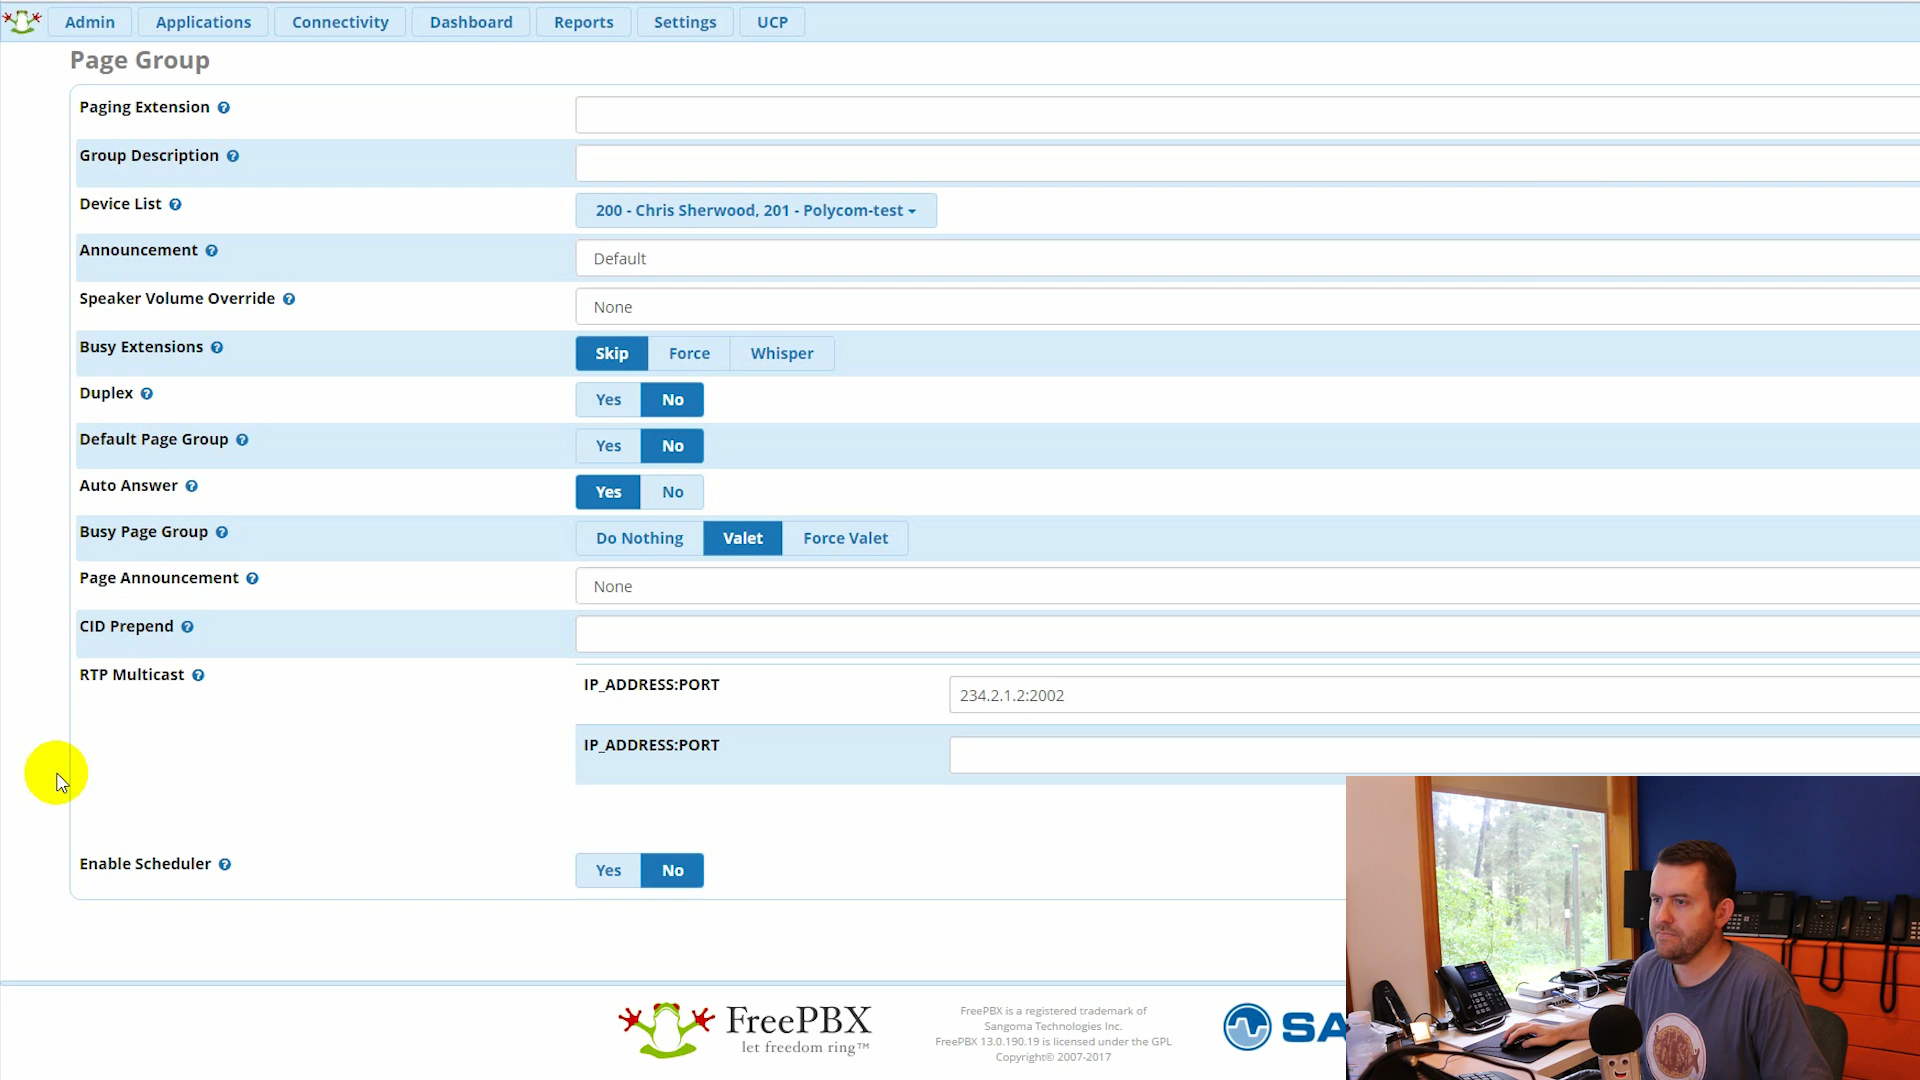 Admin Applications Connectivity Dashboard Reports Settings UCP
Page Group
Paging Extension
Group Description
Device List
200 - Chris Sherwood, 201 - Polycom-test
Announcement
Default
Speaker Volume Override
None
Busy Extensions
Skip Force Whisper
Duplex
Yes No
Default Page Group
Yes No
Auto Answer
Yes No
Busy Page Group
Do Nothing Valet Force Valet
Page Announcement
None
CID Prepend
RTP Multicast
IP_ADDRESS:PORT
234.2.1.2:2002
IP_ADDRESS:PORT
Enable Scheduler
Yes No
FreePBX
let freedom ring™
FreePBX is a registered trademark of
Sangoma Technologies Inc.
FreePBX 13.0.190.19 is licensed under the GPL
Copyright© 2007-2017
SA